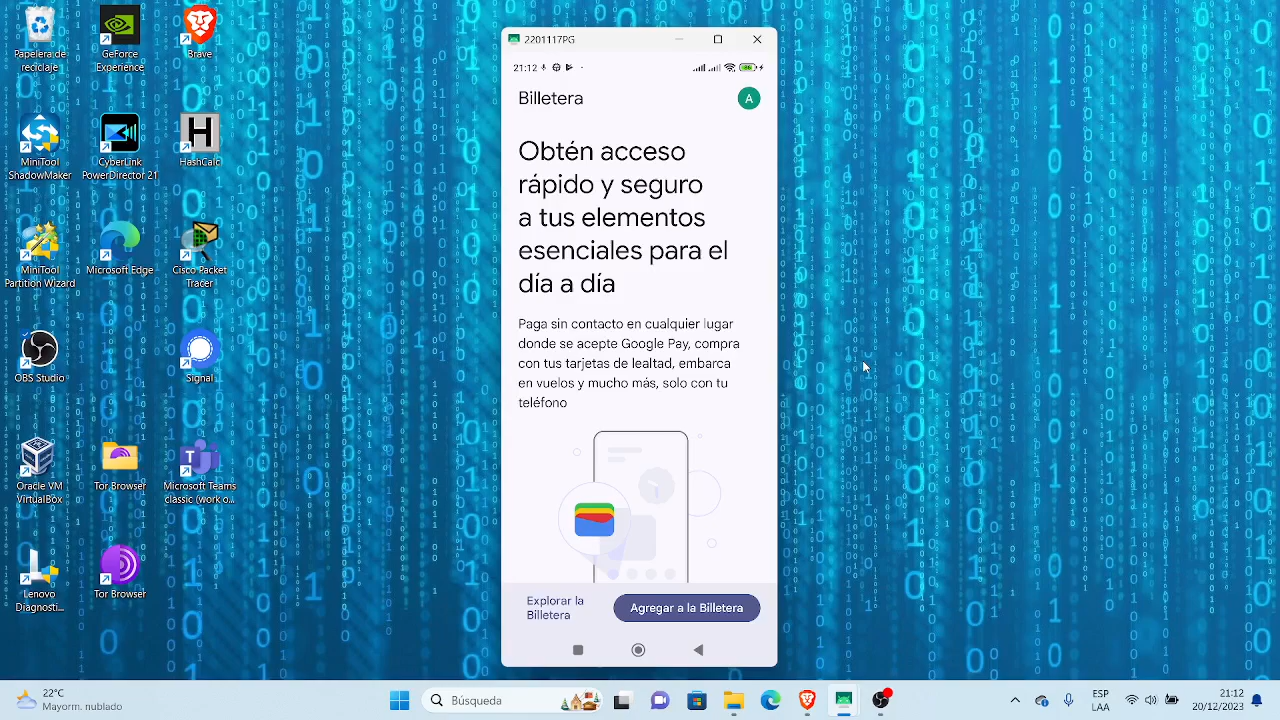 Papelera de
reciclaje
GeForce
Experience
Brave
MiniTool
ShadowMaker
CyberLink
PowerDirector 21
HashCalc
MiniTool
Partition Wizard
Microsoft Edge
Cisco Packet
Tracer
OBS Studio
Signal
Oracle VM
VirtualBox
Tor Browser
Microsoft Teams
classic (work o...
Lenovo
Diagnosti...
Tor Browser
2201117PG
21:12
Billetera
A
Obtén acceso
rápido y seguro
a tus elementos
esenciales para el
día a día
Paga sin contacto en cualquier lugar
donde se acepte Google Pay, compra
con tus tarjetas de lealtad, embarca
en vuelos y mucho más, solo con tu
teléfono
Explorar la
Billetera
Agregar a la Billetera
22°C
Mayorm. nubado
Búsqueda
ESP
LAA
21:12
20/12/2023